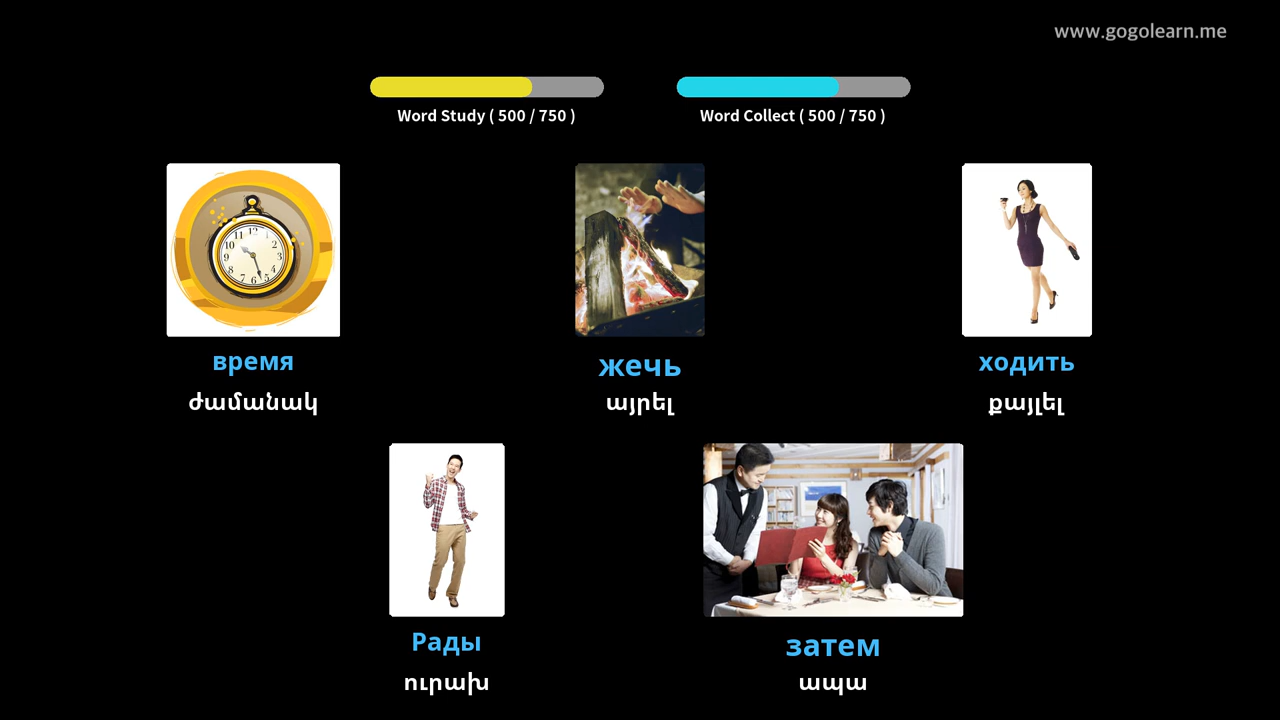 www.gogolearn.me
Word Study ( 500 / 750 )
Word Collect ( 500 / 750 )
время
ժամանակ
жечь
այրել
ходить
քայլել
Рады
ուրախ
затем
ապա